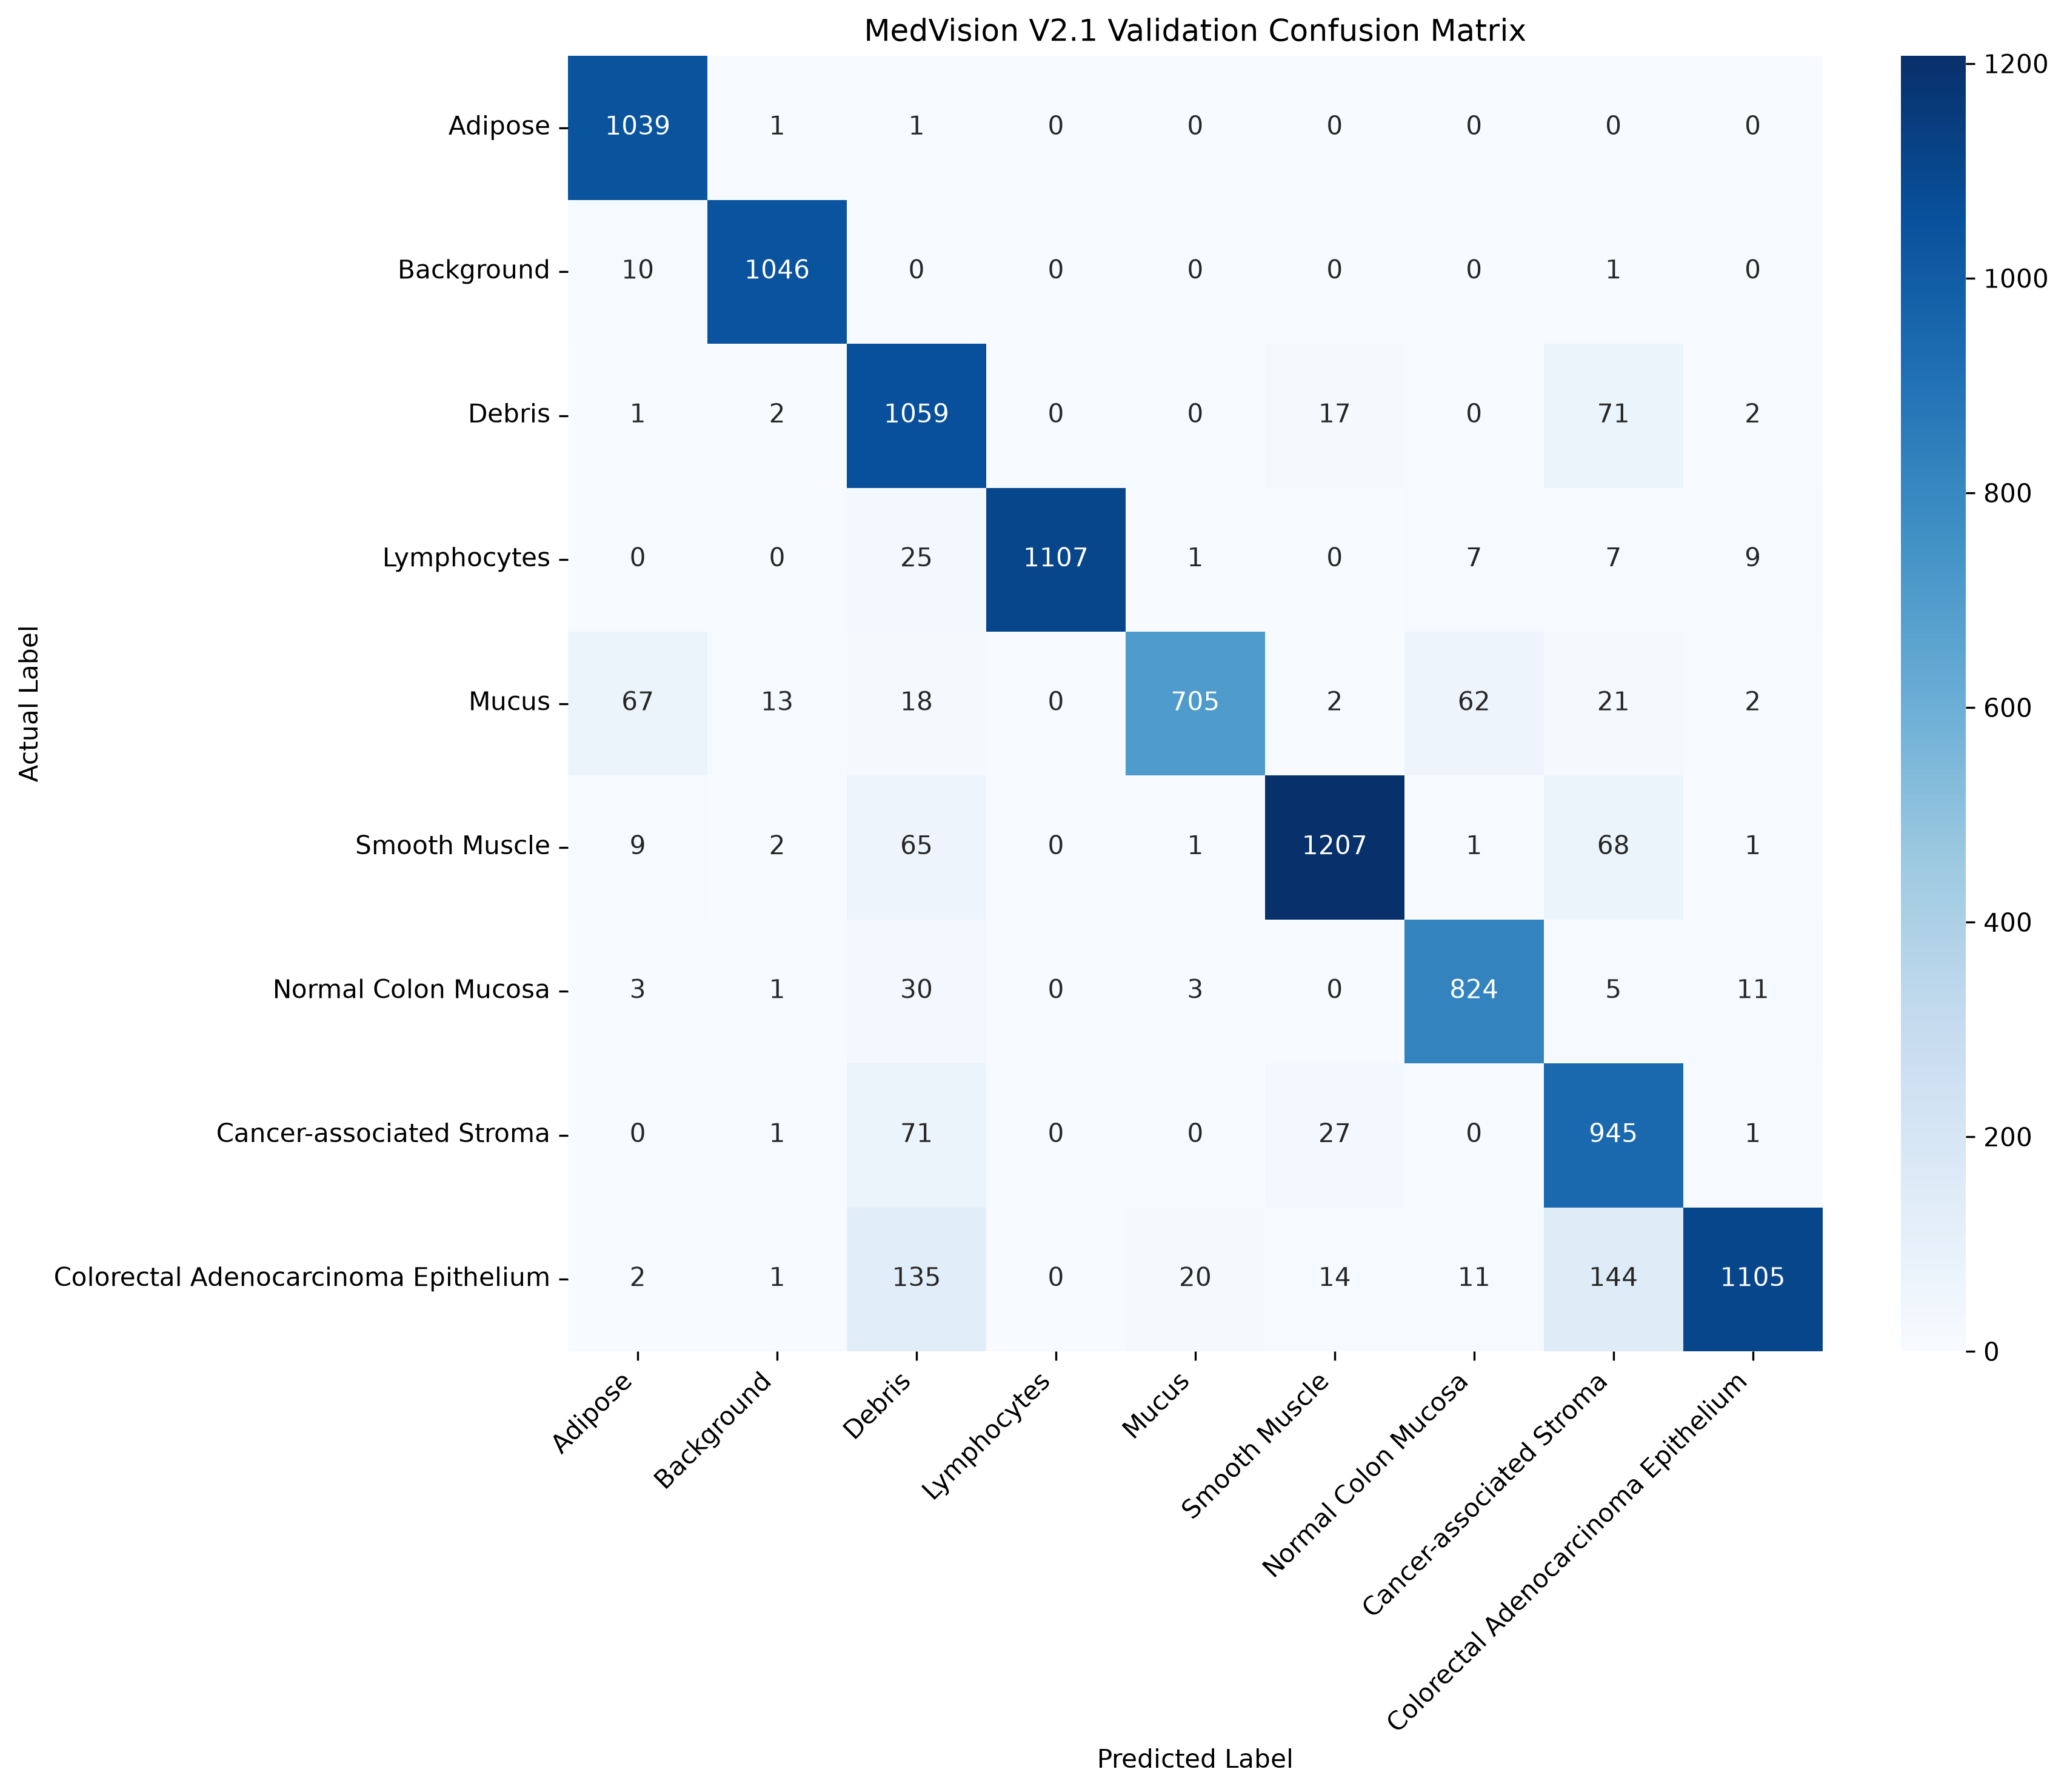 MedVision V2.1 Validation Confusion Matrix
Actual Label
Adipose 1039 1 1 0 0 0 0 0 0
Background 10 1046 0 0 0 0 0 1 0
Debris 1 2 1059 0 0 17 0 71 2
Lymphocytes 0 0 25 1107 1 0 7 7 9
Mucus 67 13 18 0 705 2 62 21 2
Smooth Muscle 9 2 65 0 1 1207 1 68 1
Normal Colon Mucosa 3 1 30 0 3 0 824 5 11
Cancer-associated Stroma 0 1 71 0 0 27 0 945 1
Colorectal Adenocarcinoma Epithelium 2 1 135 0 20 14 11 144 1105
Adipose
Background
Debris
Lymphocytes
Mucus
Smooth Muscle
Normal Colon Mucosa
Cancer-associated Stroma
Colorectal Adenocarcinoma Epithelium
Predicted Label
1200
1000
800
600
400
200
0